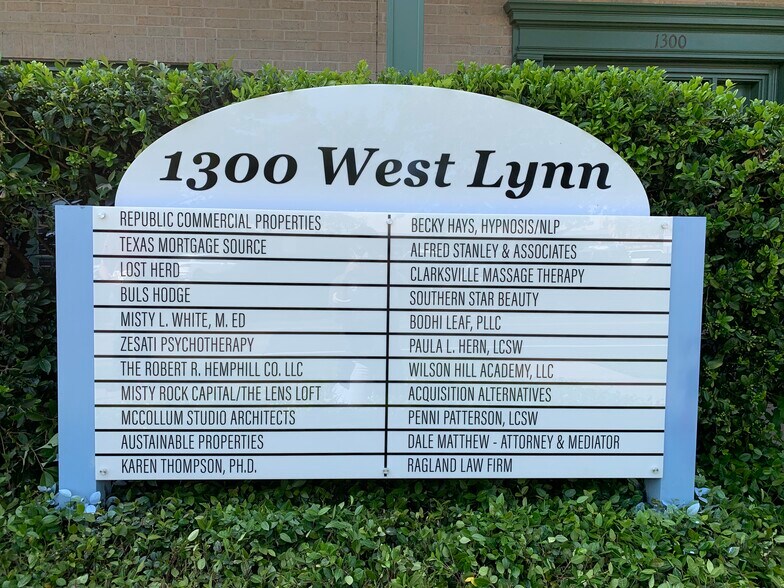 1300
1300 West Lynn
REPUBLIC COMMERCIAL PROPERTIES
TEXAS MORTGAGE SOURCE
LOST HERD
BULS HODGE
MISTY L. WHITE, M. ED
ZESATI PSYCHOTHERAPY
THE ROBERT R. HEMPHILL CO. LLC
MISTY ROCK CAPITAL/THE LENS LOFT
MCCOLLUM STUDIO ARCHITECTS
AUSTAINABLE PROPERTIES
KAREN THOMPSON, PH.D.
BECKY HAYS, HYPNOSIS/NLP
ALFRED STANLEY & ASSOCIATES
CLARKSVILLE MASSAGE THERAPY
SOUTHERN STAR BEAUTY
BODHI LEAF, PLLC
PAULA L. HERN, LCSW
WILSON HILL ACADEMY, LLC
ACQUISITION ALTERNATIVES
PENNI PATTERSON, LCSW
DALE MATTHEW - ATTORNEY & MEDIATOR
RAGLAND LAW FIRM